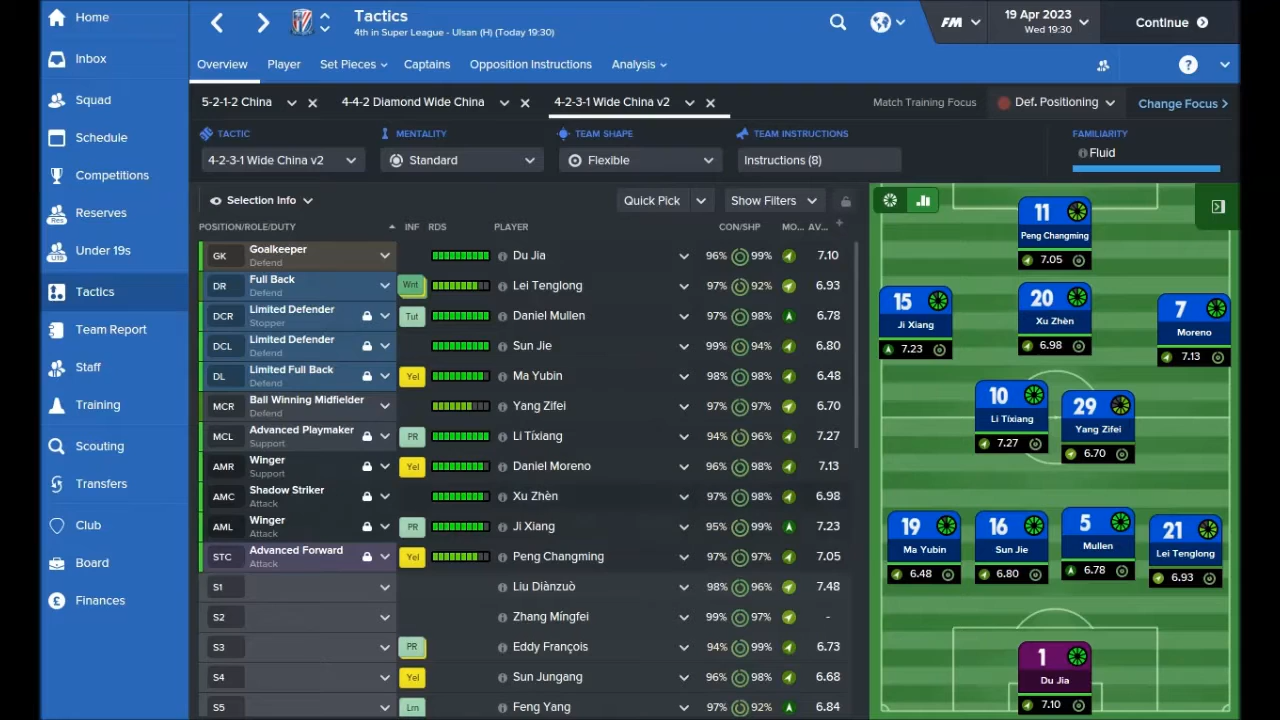 Home
Inbox
Squad
Schedule
Competitions
Reserves
Under 19s
Tactics
Team Report
Staff
Training
Scouting
Transfers
Club
Board
Finances
Tactics
4th in Super League - Ulsan (H) (Today 19:30)
FM
19 Apr 2023
Wed 19:30
Continue
Overview Player Set Pieces Captains Opposition Instructions Analysis
5-2-1-2 China 4-4-2 Diamond Wide China 4-2-3-1 Wide China v2
Match Training Focus Def. Positioning Change Focus
TACTIC MENTALITY TEAM SHAPE TEAM INSTRUCTIONS FAMILIARITY
4-2-3-1 Wide China v2 Standard Flexible Instructions (8) Fluid
Selection Info Quick Pick Show Filters
POSITION/ROLE/DUTY INF RDS PLAYER CON/SHP MO... AV...
GK Goalkeeper Defend Du Jia 96% 99% 7.10
DR Full Back Defend Wnt Lei Tenglong 97% 92% 6.93
DCR Limited Defender Stopper Tut Daniel Mullen 97% 98% 6.78
DCL Limited Defender Defend Sun Jie 99% 94% 6.80
DL Limited Full Back Defend Yel Ma Yubin 98% 98% 6.48
MCR Ball Winning Midfielder Defend Yang Zifei 97% 97% 6.70
MCL Advanced Playmaker Support PR Li Tíxiang 94% 96% 7.27
AMR Winger Support Yel Daniel Moreno 96% 98% 7.13
AMC Shadow Striker Attack Xu Zhèn 97% 98% 6.98
AML Winger Attack PR Ji Xiang 95% 99% 7.23
STC Advanced Forward Attack Yel Peng Changming 97% 97% 7.05
S1 Liu Diànzuò 98% 96% 7.48
S2 Zhang Míngfei 99% 97% -
S3 PR Eddy François 94% 99% 6.73
S4 Yel Sun Jungang 96% 98% 6.68
S5 Lrn Feng Yang 97% 92% 6.84
11
Peng Changming
7.05
15 20 7
Ji Xiang Xu Zhèn Moreno
7.23 6.98 7.13
10 29
Li Tíxiang Yang Zifei
7.27 6.70
19 16 5 21
Ma Yubin Sun Jie Mullen Lei Tenglong
6.48 6.80 6.78 6.93
1
Du Jia
7.10